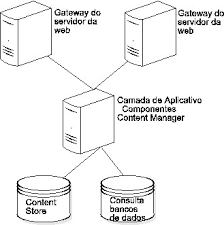 Gateway do
servidor da
web
Gateway do
servidor da
web
Camada de Aplicativo
Componentes
Content Manager
Content
Store
Consulta
bancos
de dados